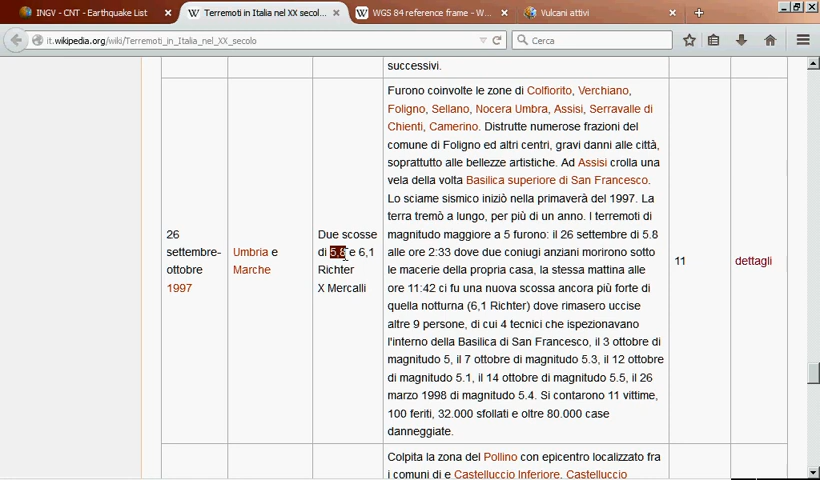 INGV - CNT - Earthquake List
Terremoti in Italia nel XX secol...
WGS 84 reference frame - W...
Vulcani attivi
it.wikipedia.org/wiki/Terremoti_in_Italia_nel_XX_secolo
Cerca
successivi.
26
settembre-
ottobre
1997
Umbria e
Marche
Due scosse
di 5.8 e 6,1
Richter
X Mercalli
Furono coinvolte le zone di Colfiorito, Verchiano,
Foligno, Sellano, Nocera Umbra, Assisi, Serravalle di
Chienti, Camerino. Distrutte numerose frazioni del
comune di Foligno ed altri centri, gravi danni alle città,
soprattutto alle bellezze artistiche. Ad Assisi crolla una
vela della volta Basilica superiore di San Francesco.
Lo sciame sismico iniziò nella primaverà del 1997. La
terra tremò a lungo, per più di un anno. I terremoti di
magnitudo maggiore a 5 furono: il 26 settembre di 5.8
alle ore 2:33 dove due coniugi anziani morirono sotto
le macerie della propria casa, la stessa mattina alle
ore 11:42 ci fu una nuova scossa ancora più forte di
quella notturna (6,1 Richter) dove rimasero uccise
altre 9 persone, di cui 4 tecnici che ispezionavano
l'interno della Basilica di San Francesco, il 3 ottobre di
magnitudo 5, il 7 ottobre di magnitudo 5.3, il 12 ottobre
di magnitudo 5.1, il 14 ottobre di magnitudo 5.5, il 26
marzo 1998 di magnitudo 5.4. Si contarono 11 vittime,
100 feriti, 32.000 sfollati e oltre 80.000 case
danneggiate.
11
dettagli
Colpita la zona del Pollino con epicentro localizzato fra
i comuni di e Castelluccio Inferiore, Castelluccio